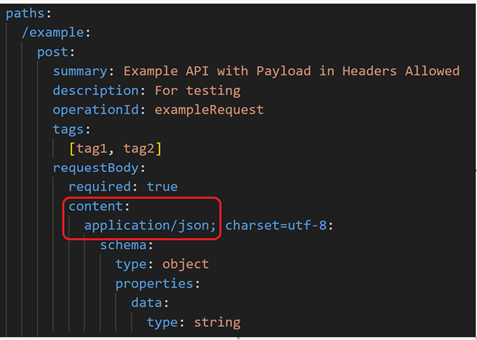 paths:
/example:
post:
summary: Example API with Payload in Headers Allowed
description: For testing
operationId: exampleRequest
tags:
[tag1, tag2]
requestBody:
required: true
content:
application/json; charset=utf-8:
schema:
type: object
properties:
data:
type: string